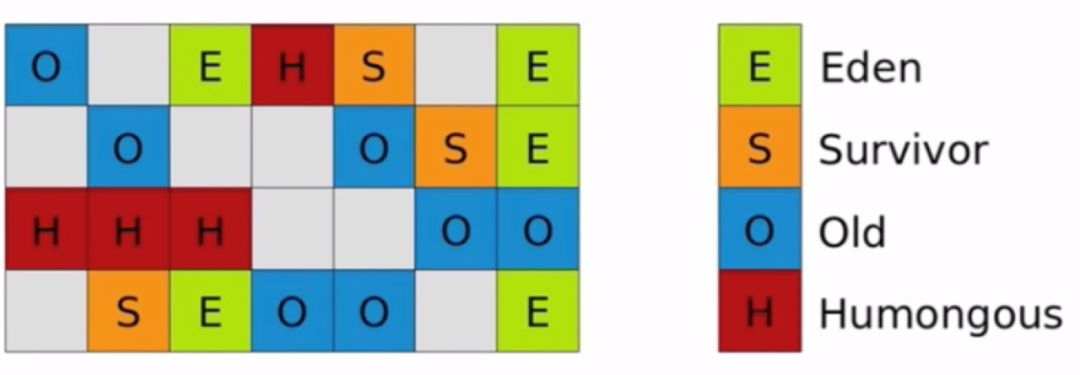 O E H S E
O O S E
H H H O O
S E O O E
E Eden
S Survivor
O Old
H Humongous